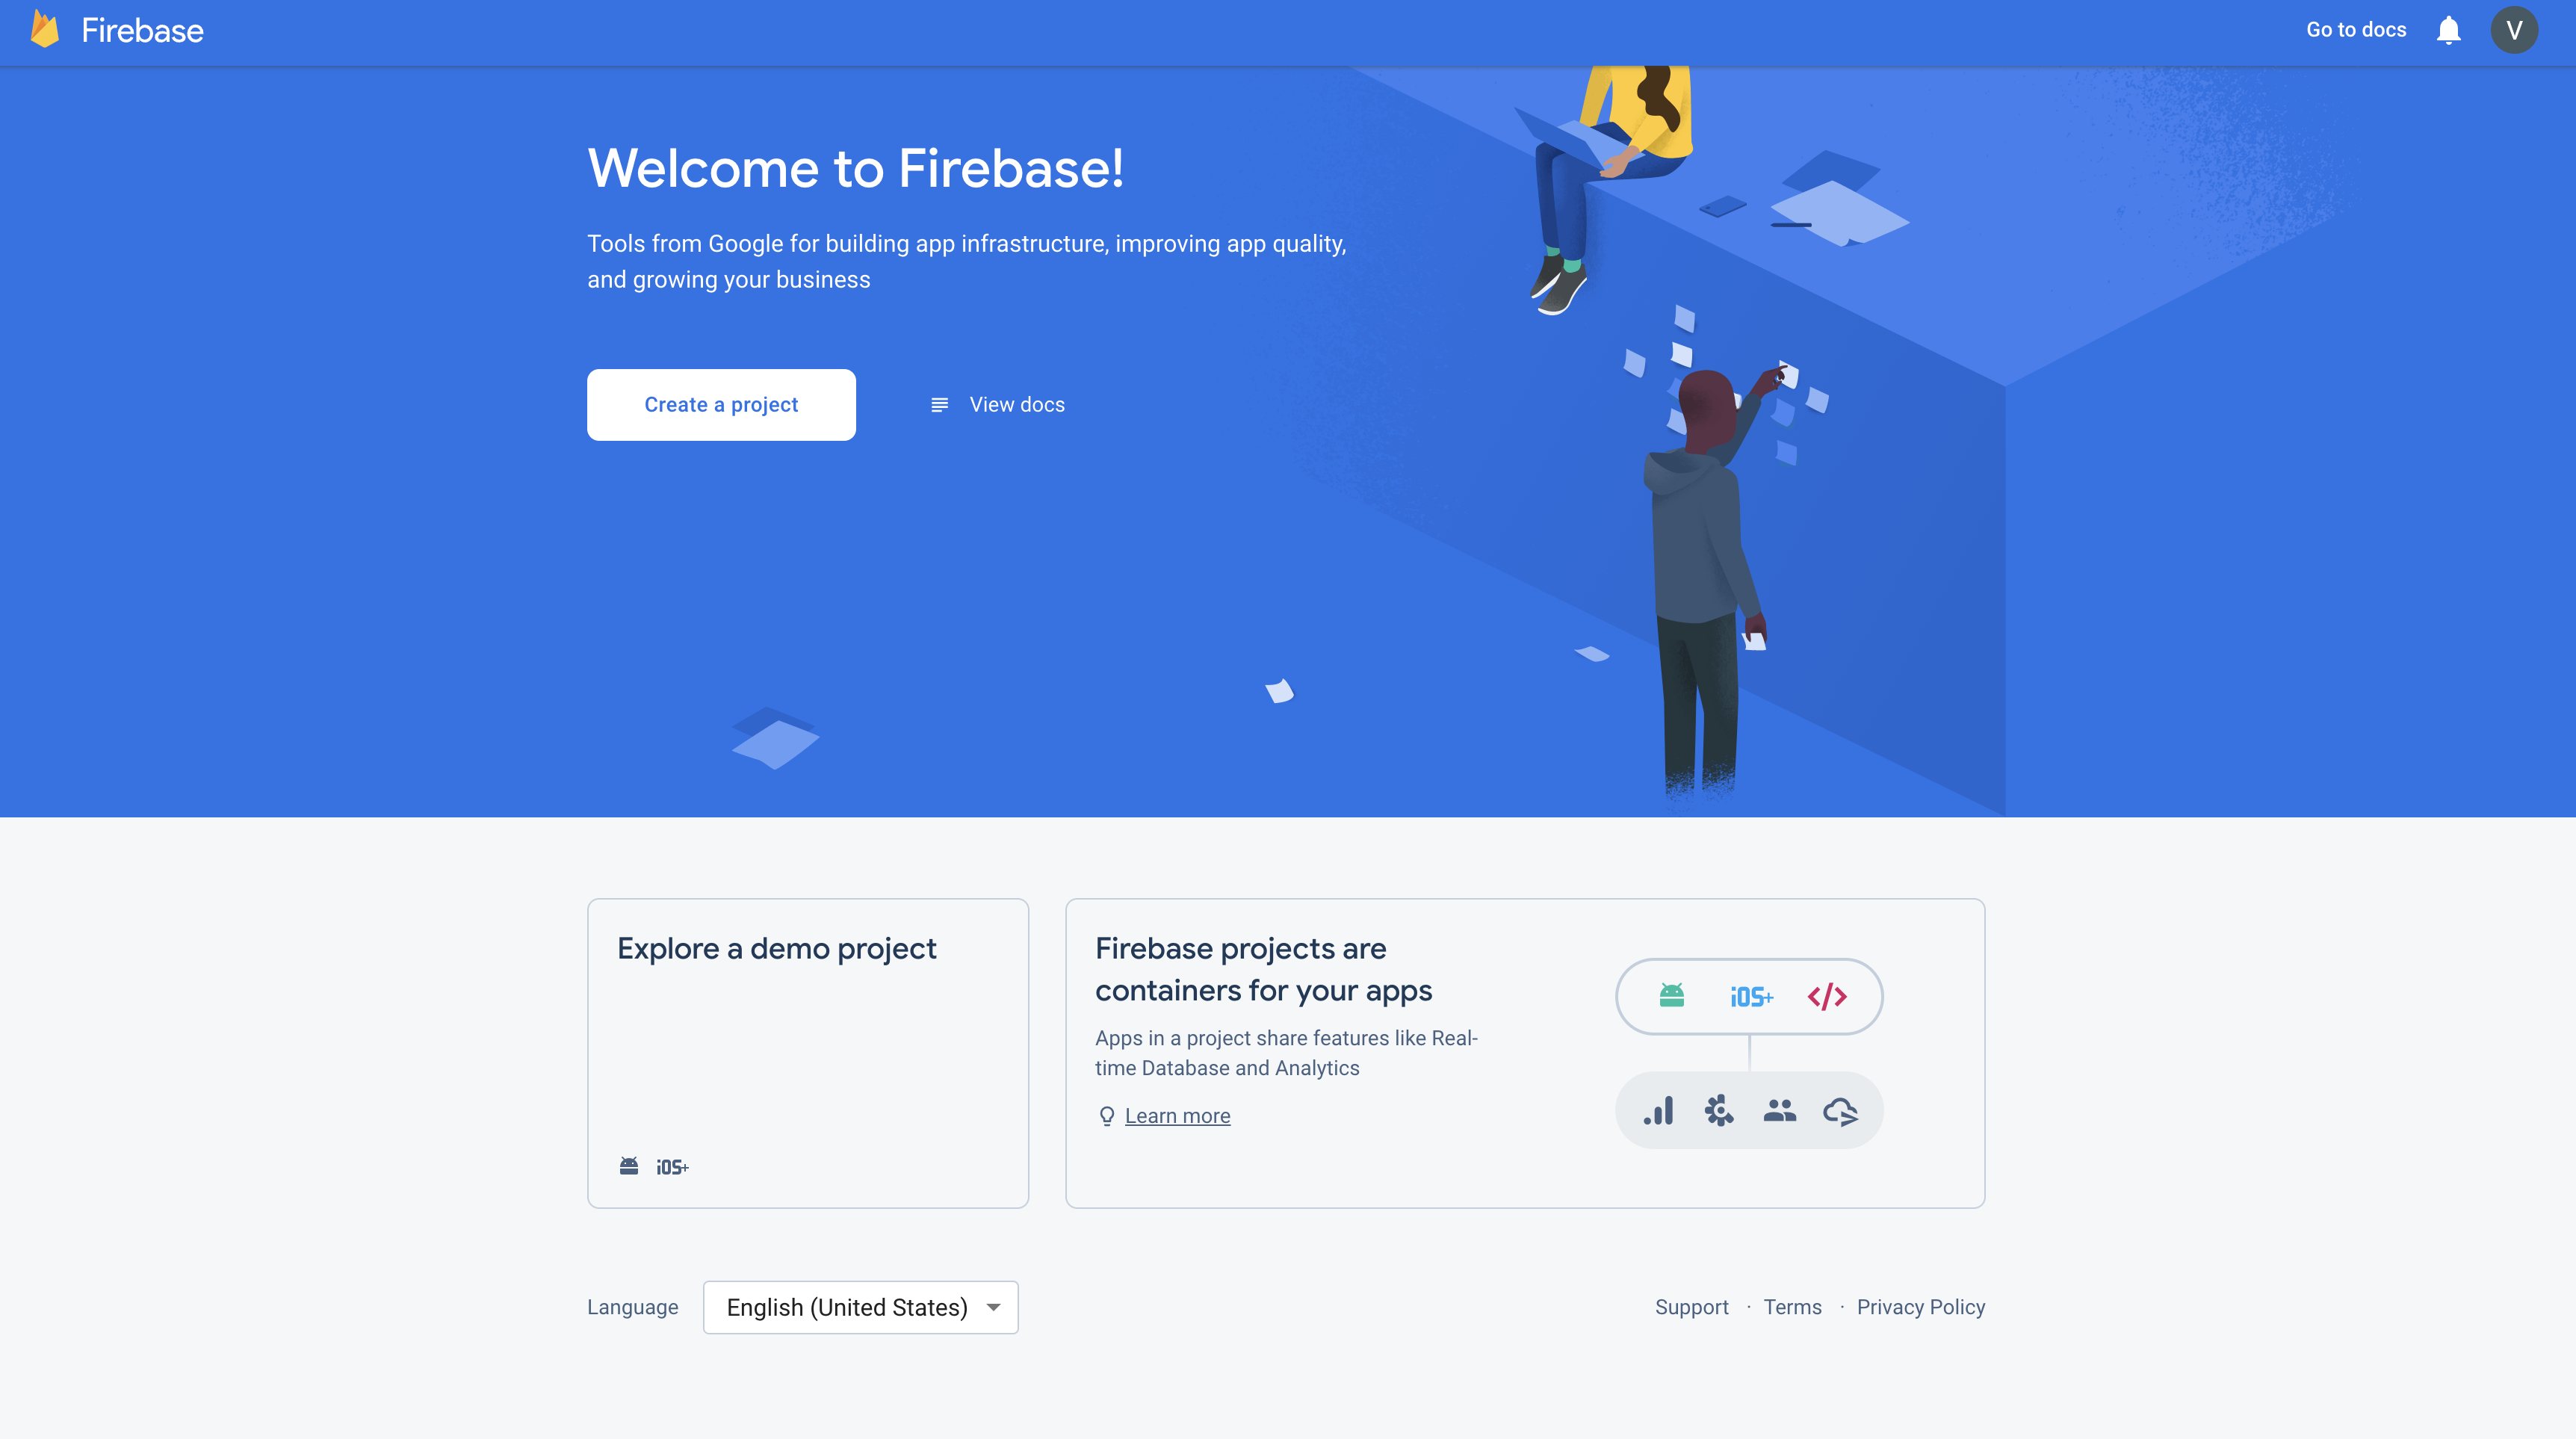 Firebase
Go to docs
V
Welcome to Firebase!
Tools from Google for building app infrastructure, improving app quality,
and growing your business
Create a project
View docs
Explore a demo project
iOS+
Firebase projects are
containers for your apps
Apps in a project share features like Real-
time Database and Analytics
Learn more
iOS+
</>
Language
English (United States)
Support · Terms · Privacy Policy